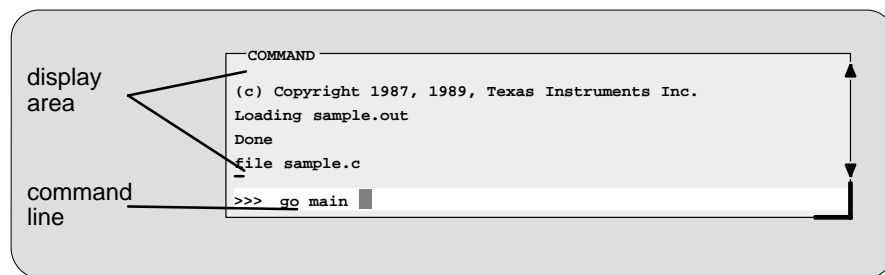 COMMAND
display
area
(c) Copyright 1987, 1989, Texas Instruments Inc.
Loading sample.out
Done
file sample.c
command
line
>>> go main